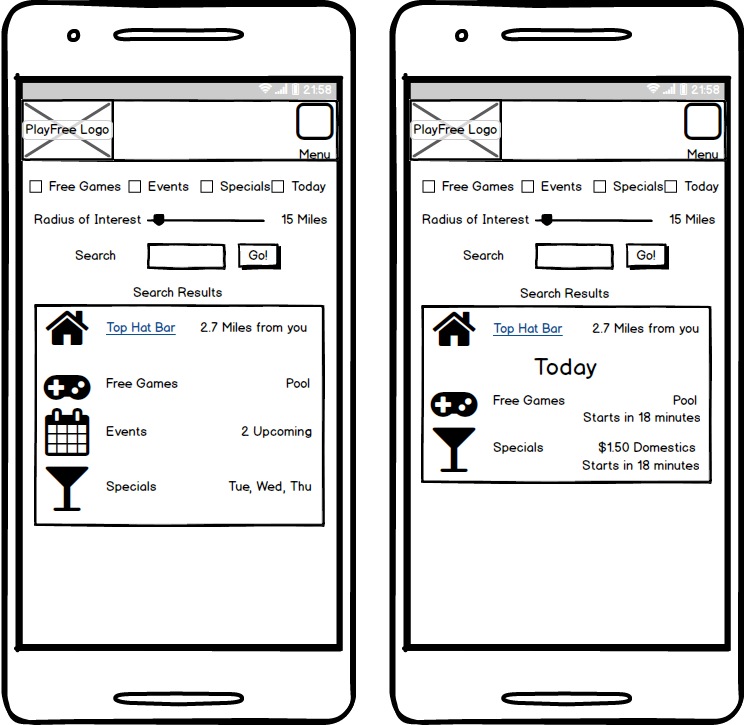 21:58
PlayFree Logo
Menu
Free Games Events Specials Today
Radius of Interest 15 Miles
Search Go!
Search Results
Top Hat Bar 2.7 Miles from you
Free Games Pool
Events 2 Upcoming
Specials Tue, Wed, Thu
21:58
PlayFree Logo
Menu
Free Games Events Specials Today
Radius of Interest 15 Miles
Search Go!
Search Results
Top Hat Bar 2.7 Miles from you
Today
Free Games Pool
Starts in 18 minutes
Specials $1.50 Domestics
Starts in 18 minutes